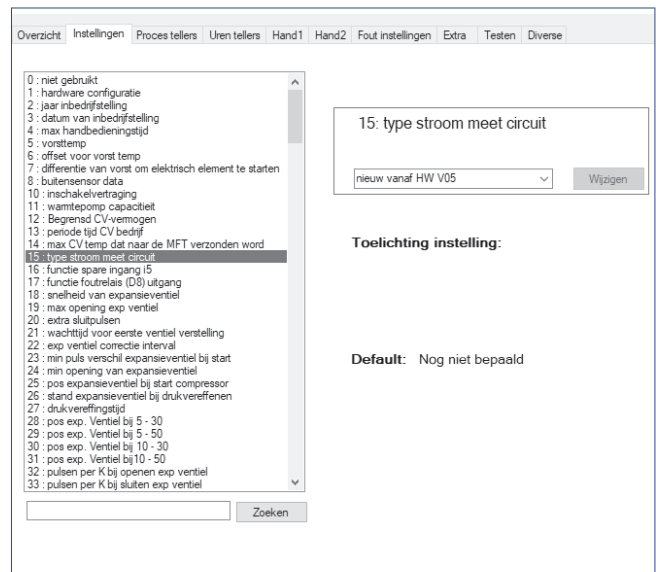 Overzicht Instellingen Proces tellers Uren tellers Hand1 Hand2 Fout instellingen Extra Testen Diverse
0 : niet gebruikt
1 : hardware configuratie
2 : jaar inbedrijfstelling
3 : datum van inbedrijfstelling
4 : max handbedieningstijd
5 : vorsttemp
6 : offset voor vorst temp
7 : differentie van vorst om elektrisch element te starten
8 : buitensensor data
10 : inschakelvertraging
11 : warmtepomp capaciteit
12 : Begrensd CV-vermogen
13 : periode tijd CV bedrijf
14 : max CV temp dat naar de MFT verzonden word
15 : type stroom meet circuit
16 : functie spare ingang i5
17 : functie foutrelais (D8) uitgang
18 : snelheid van expansieventiel
19 : max opening exp ventiel
20 : extra sluitpulsen
21 : wachttijd voor eerste ventiel verstelling
22 : exp ventiel correctie interval
23 : min puls verschil expansieventiel bij start
24 : min opening van expansieventiel
25 : pos expansieventiel bij start compressor
26 : stand expansieventiel bij drukvereffenen
27 : drukvereffingstijd
28 : pos exp. Ventiel bij 5 - 30
29 : pos exp. Ventiel bij 5 - 50
30 : pos exp. Ventiel bij 10 - 30
31 : pos exp. Ventiel bij10 - 50
32 : pulsen per K bij openen exp ventiel
33 : pulsen per K bij sluiten exp ventiel
Zoeken
15: type stroom meet circuit
nieuw vanaf HW V05
Wijzigen
Toelichting instelling:
Default: Nog niet bepaald